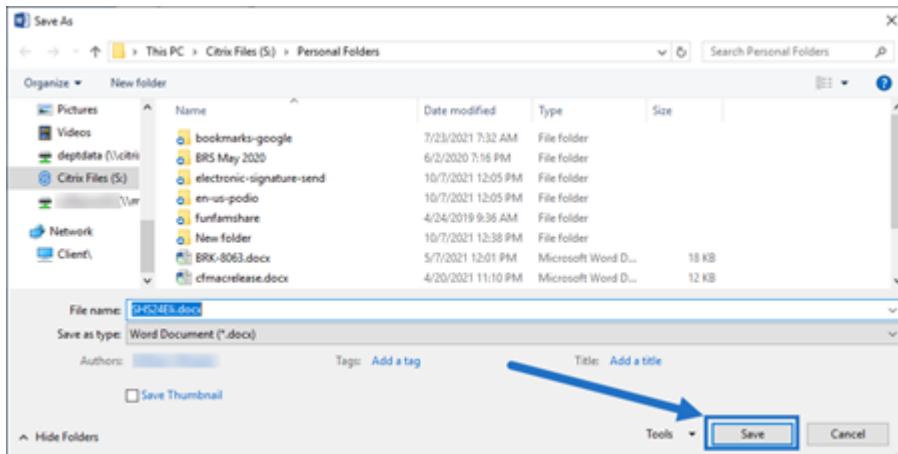 Save As
This PC > Citrix Files (S:) > Personal Folders
Search Personal Folders
Organize New folder
Name Date modified Type Size
Pictures
Videos
deptdata (\\citri
Citrix Files (S:)
Network
Client\
bookmarks-google 7/23/2021 7:32 AM File folder
BRS May 2020 6/2/2020 7:16 PM File folder
electronic-signature-send 10/7/2021 12:05 PM File folder
en-us-podio 10/7/2021 12:05 PM File folder
funfamshare 4/24/2019 9:36 AM File folder
New folder 10/7/2021 12:38 PM File folder
BRK-8063.docx 5/7/2021 12:01 PM Microsoft Word D... 18 KB
cfmacrelease.docx 4/20/2021 11:10 PM Microsoft Word D... 12 KB
File name:
Save as type: Word Document (*.docx)
Authors: Tags: Add a tag Title: Add a title
Save Thumbnail
Hide Folders Tools Save Cancel